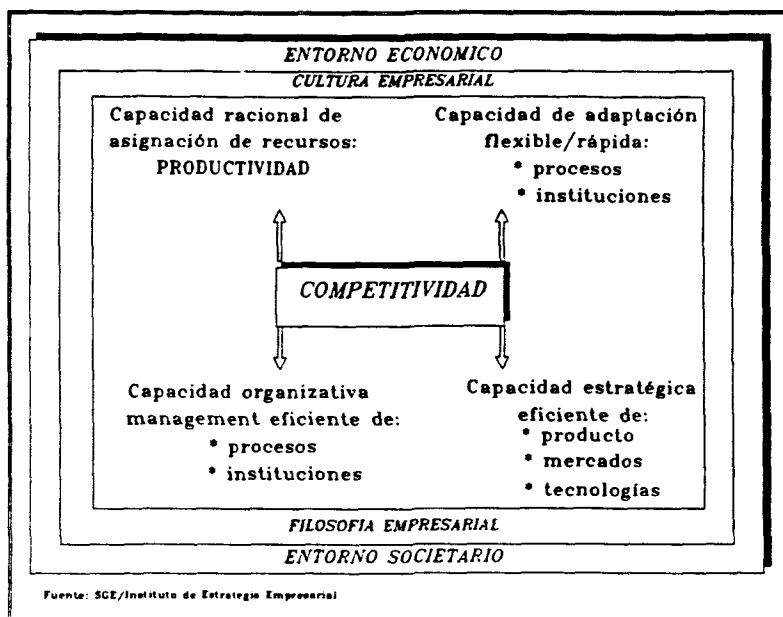 ENTORNO ECONOMICO
CULTURA EMPRESARIAL
Capacidad racional de
asignación de recursos:
PRODUCTIVIDAD
Capacidad de adaptación
flexible/rápida:
* procesos
* instituciones
COMPETITIVIDAD
Capacidad organizativa
management eficiente de:
* procesos
* instituciones
Capacidad estratégica
eficiente de:
* producto
* mercados
* tecnologías
FILOSOFIA EMPRESARIAL
ENTORNO SOCIETARIO
Fuente: SGE/Instituto de Estrategia Empresarial